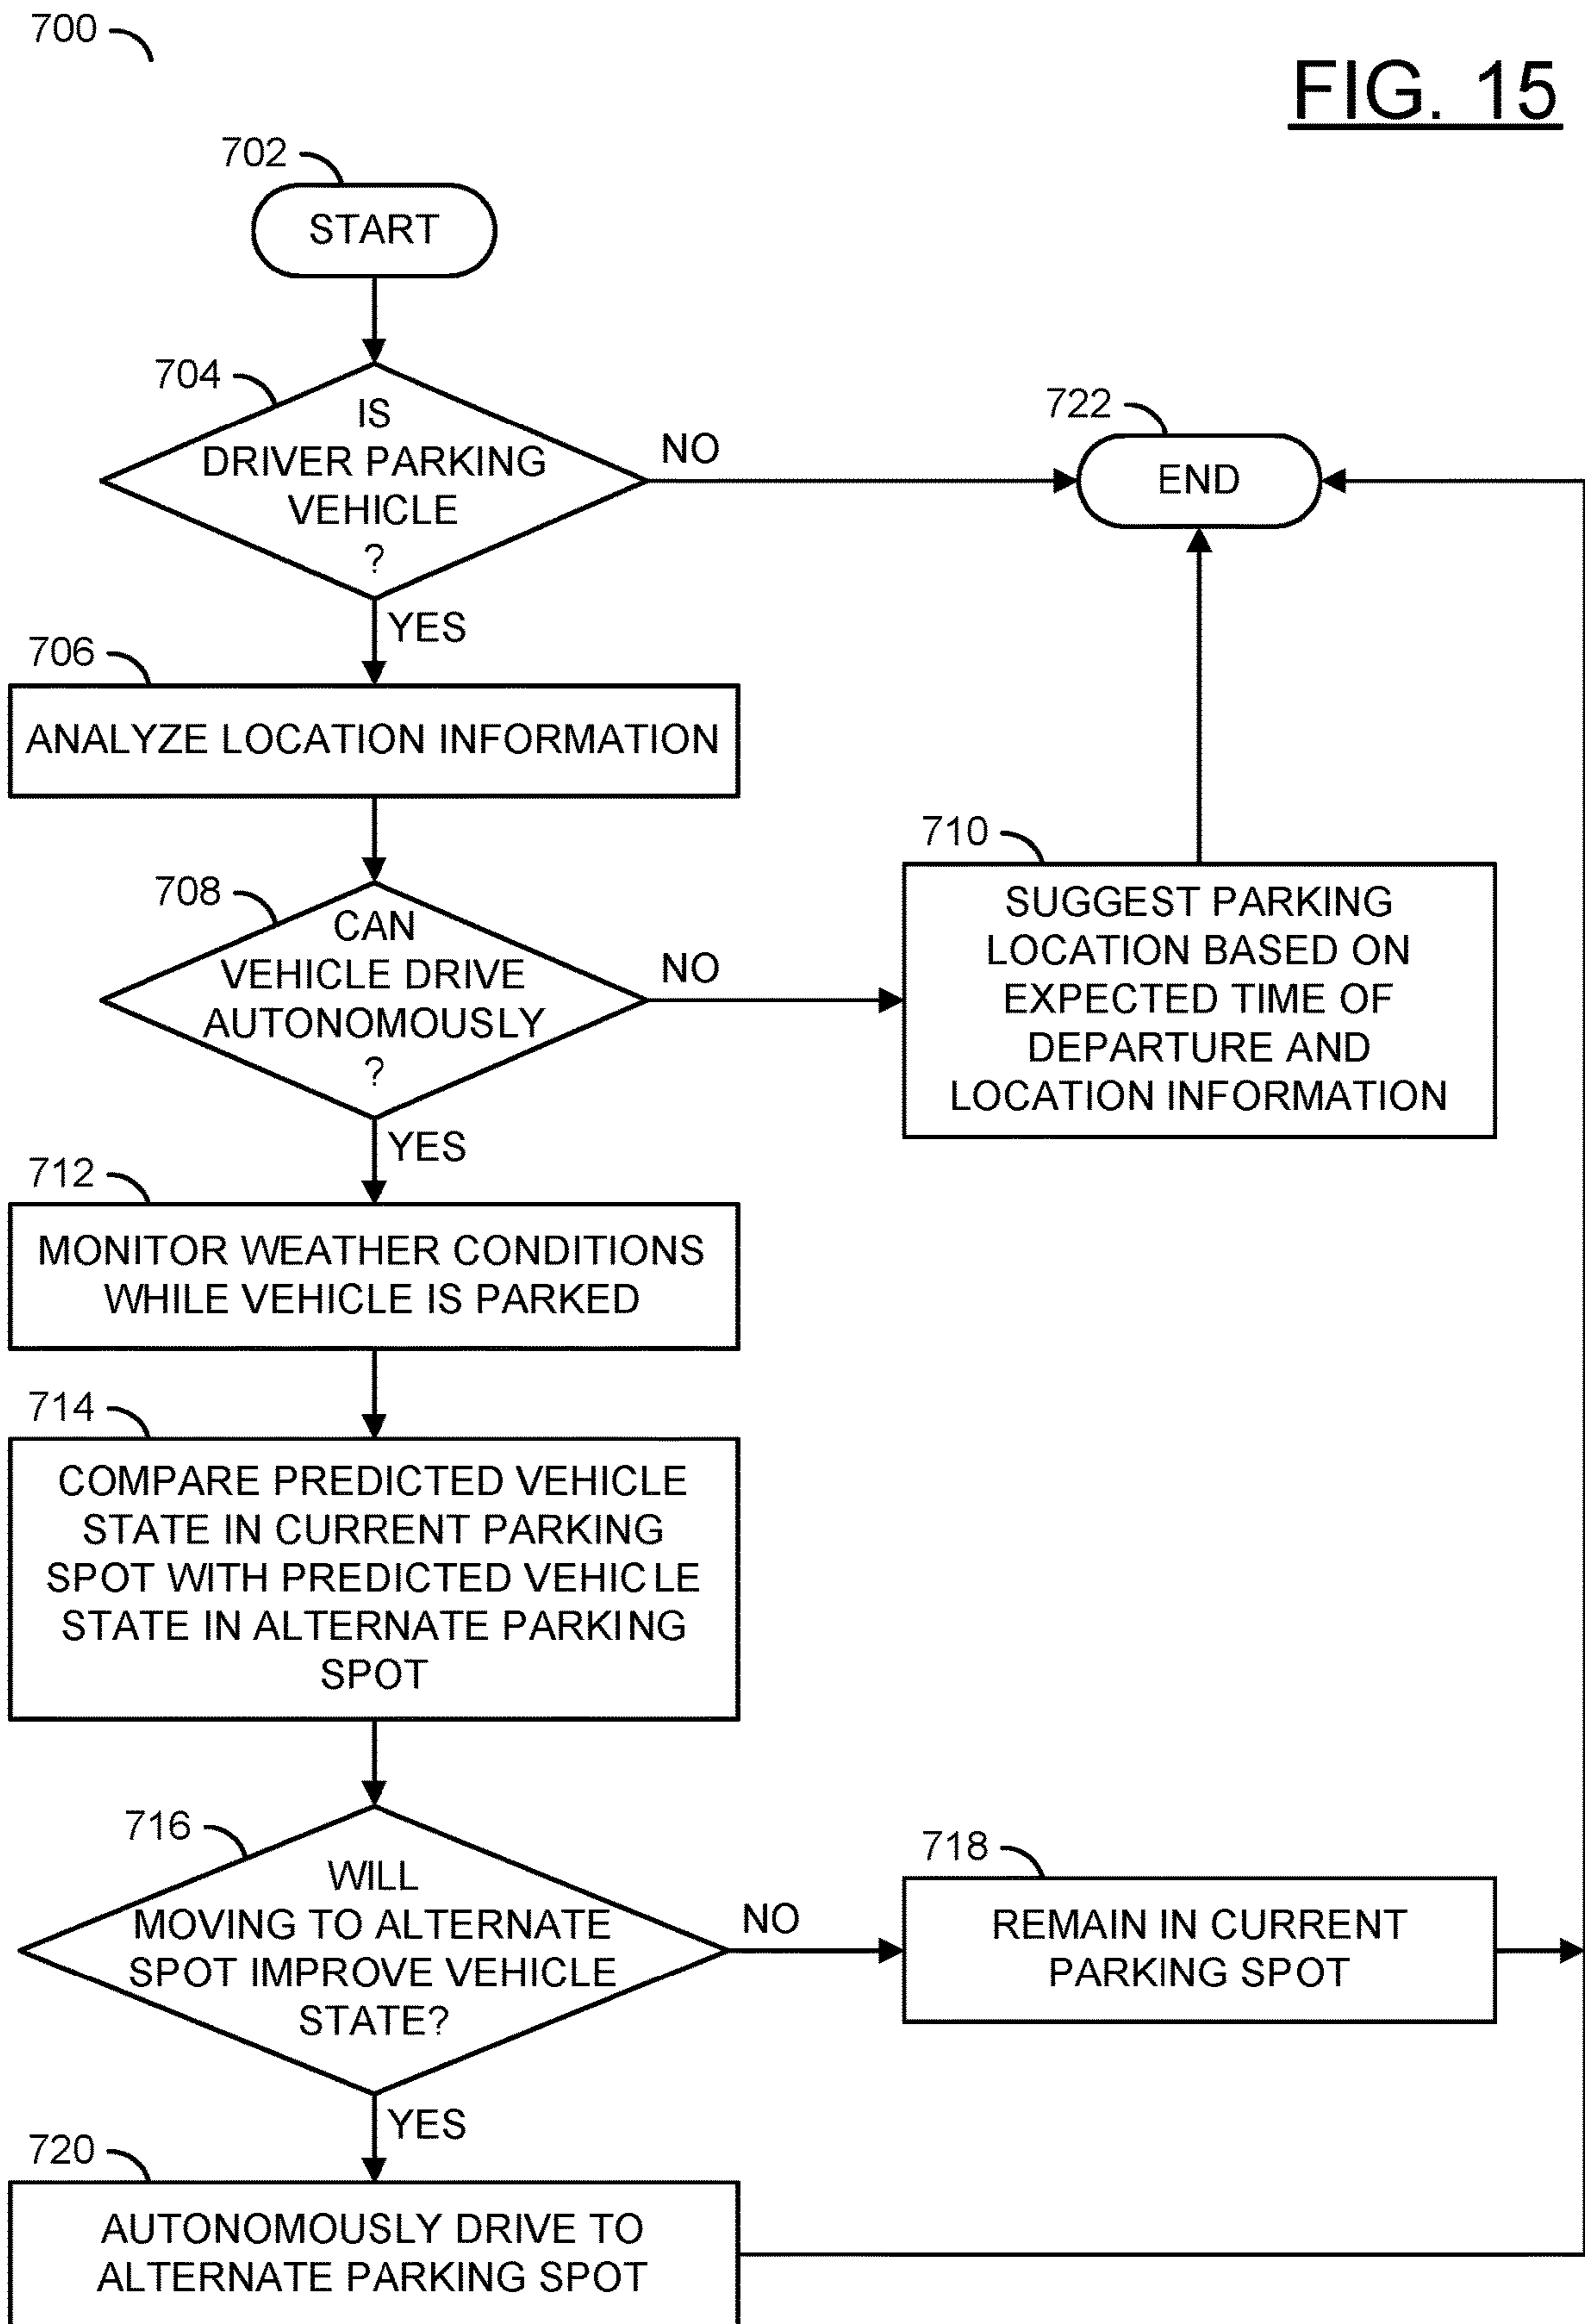 700
FIG. 15
702
START
704
IS
DRIVER PARKING
VEHICLE
?
NO
722
END
YES
706
ANALYZE LOCATION INFORMATION
708
CAN
VEHICLE DRIVE
AUTONOMOUSLY
?
NO
710
SUGGEST PARKING
LOCATION BASED ON
EXPECTED TIME OF
DEPARTURE AND
LOCATION INFORMATION
YES
712
MONITOR WEATHER CONDITIONS
WHILE VEHICLE IS PARKED
714
COMPARE PREDICTED VEHICLE
STATE IN CURRENT PARKING
SPOT WITH PREDICTED VEHICLE
STATE IN ALTERNATE PARKING
SPOT
716
WILL
MOVING TO ALTERNATE
SPOT IMPROVE VEHICLE
STATE?
NO
718
REMAIN IN CURRENT
PARKING SPOT
YES
720
AUTONOMOUSLY DRIVE TO
ALTERNATE PARKING SPOT